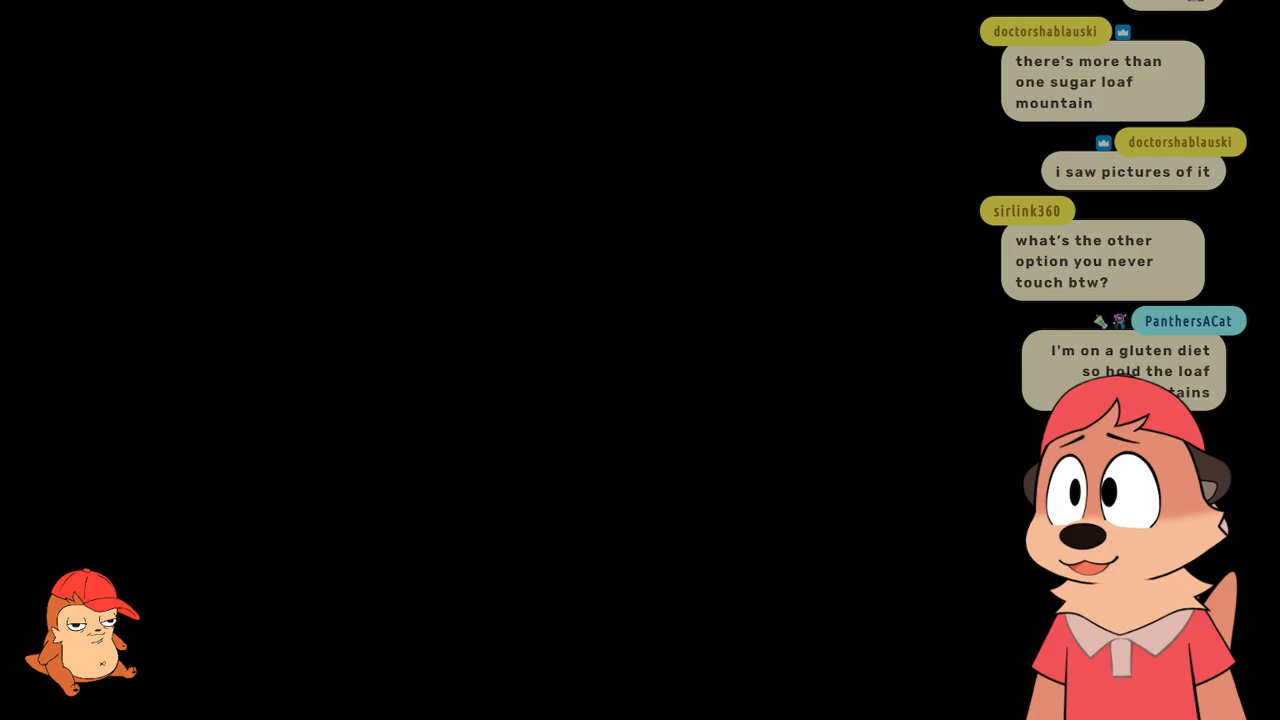 doctorshablauski
there's more than
one sugar loaf
mountain
doctorshablauski
i saw pictures of it
sirlink360
what's the other
option you never
touch btw?
PanthersACat
I'm on a gluten diet
so hold the loaf